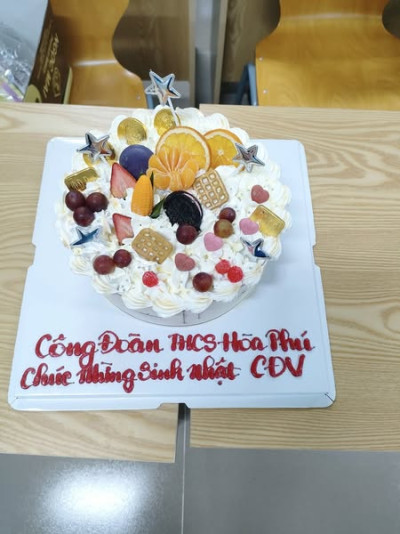 Công Đoàn THCS-Hòa Phú
Chúc Mừng Sinh Nhật CĐV